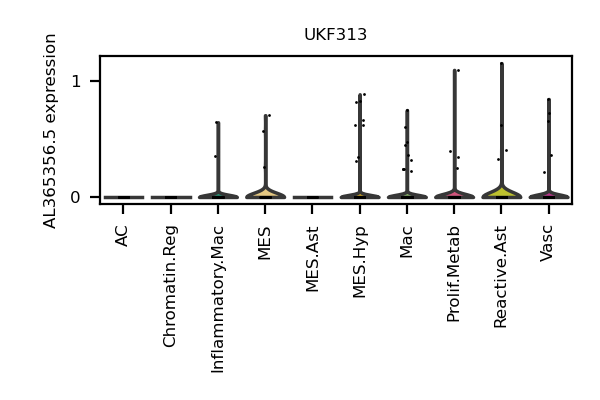 UKF313
AL365356.5 expression
1
0
AC
Chromatin.Reg
Inflammatory.Mac
MES
MES.Ast
MES.Hyp
Mac
Prolif.Metab
Reactive.Ast
Vasc